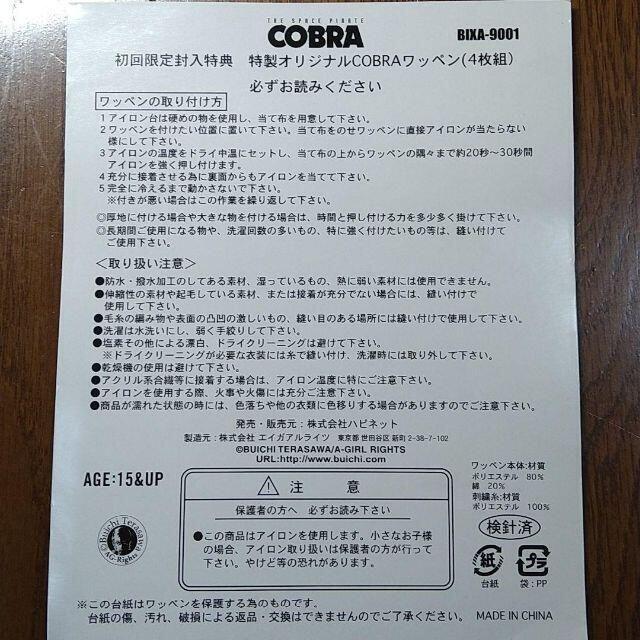 THE SPACE PIRATE
COBRA
BIXA-9001
初回限定封入特典 特製オリジナルCOBRAワッペン(4枚組)
必ずお読みください
ワッペンの取り付け方
1アイロン台は硬めの物を使用し、当て布を用意して下さい。
2ワッペンを付けたい位置に置いて下さい。当て布をのせワッペンに直接アイロンが当たらない
様にして下さい。
3アイロンの温度をドライ中温にセットし、当て布の上からワッペンの隅々まで約20秒〜30秒間
アイロンを強く押し付けます。
4充分に接着させる為に裏面からもアイロンを当てて下さい。
5完全に冷えるまで動かさないで下さい。
※付きが悪い場合はこの作業を繰り返して下さい。
◎厚地に付ける場合や大きな物を付ける場合は、時間と押し付ける力を多少多く掛けて下さい。
◎長期間ご使用になる物や、洗濯回数の多いもの、特に強く付けたいもの等は、縫い付けて
ご使用下さい。
＜取り扱い注意＞
●防水・撥水加工のしてある素材、湿っているもの、熱に弱い素材には使用できません。
●伸縮性の素材や起毛している素材、または接着が充分でない場合には、縫い付けて
使用して下さい。
●毛糸の編み物や表面の凸凹の激しいもの、縫い目のある場所には縫い付けで使用して下さい。
●洗濯は水洗いにし、弱く手絞りして下さい。
●塩素その他による漂白、ドライクリーニングは避けて下さい。
※ドライクリーニングが必要な衣装には糸で縫い付け、洗濯時には取り外して下さい。
●乾燥機の使用は避けて下さい。
●アクリル系合繊等に接着する場合は、アイロン温度に特にご注意下さい。
●アイロンを使用する際、火事や火傷には充分ご注意下さい。
●商品が濡れた状態の時には、色落ちや他の衣類に色移りする場合がありますのでご注意下さい。
発売・販売元：株式会社ハピネット
製造元：株式会社 エイガアルライツ 東京都 世田谷区 新町 2-38-7-102
©BUICHI TERASAWA/A-GIRL RIGHTS
URL:http://www.buichi.com
AGE:15&UP
©Buichi Terasawa
AG-Rights
注 意
保護者の方へ 必ずお読み下さい
●この商品はアイロンを使用します。小さなお子様
の場合、アイロン取り扱いは保護者の方が行って
下さい。やけど等の恐れがあります。
ワッペン本体:材質
ポリエステル 80%
綿 20%
刺繍糸:材質
ポリエステル 100%
検針済
紙
台紙
プラ
袋:PP
※この台紙はワッペンを保護する為のものです。
台紙の傷、汚れ、破損による返品・交換はできませんのでご了承ください。
MADE IN CHINA